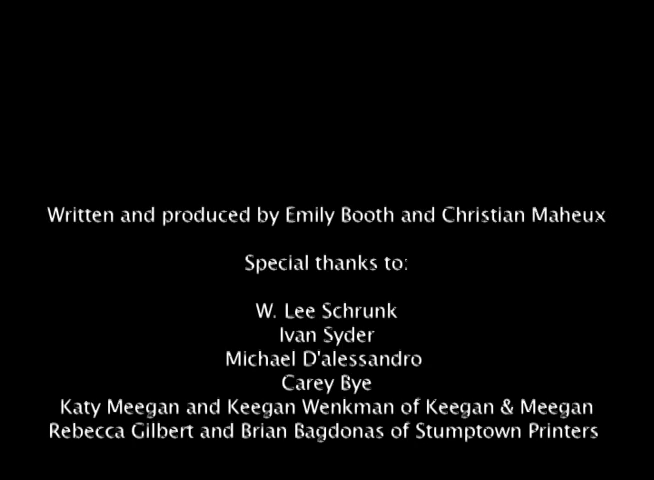 Written and produced by Emily Booth and Christian Maheux
Special thanks to:
W. Lee Schrunk
Ivan Syder
Michael D'alessandro
Carey Bye
Katy Meegan and Keegan Wenkman of Keegan & Meegan
Rebecca Gilbert and Brian Bagdonas of Stumptown Printers